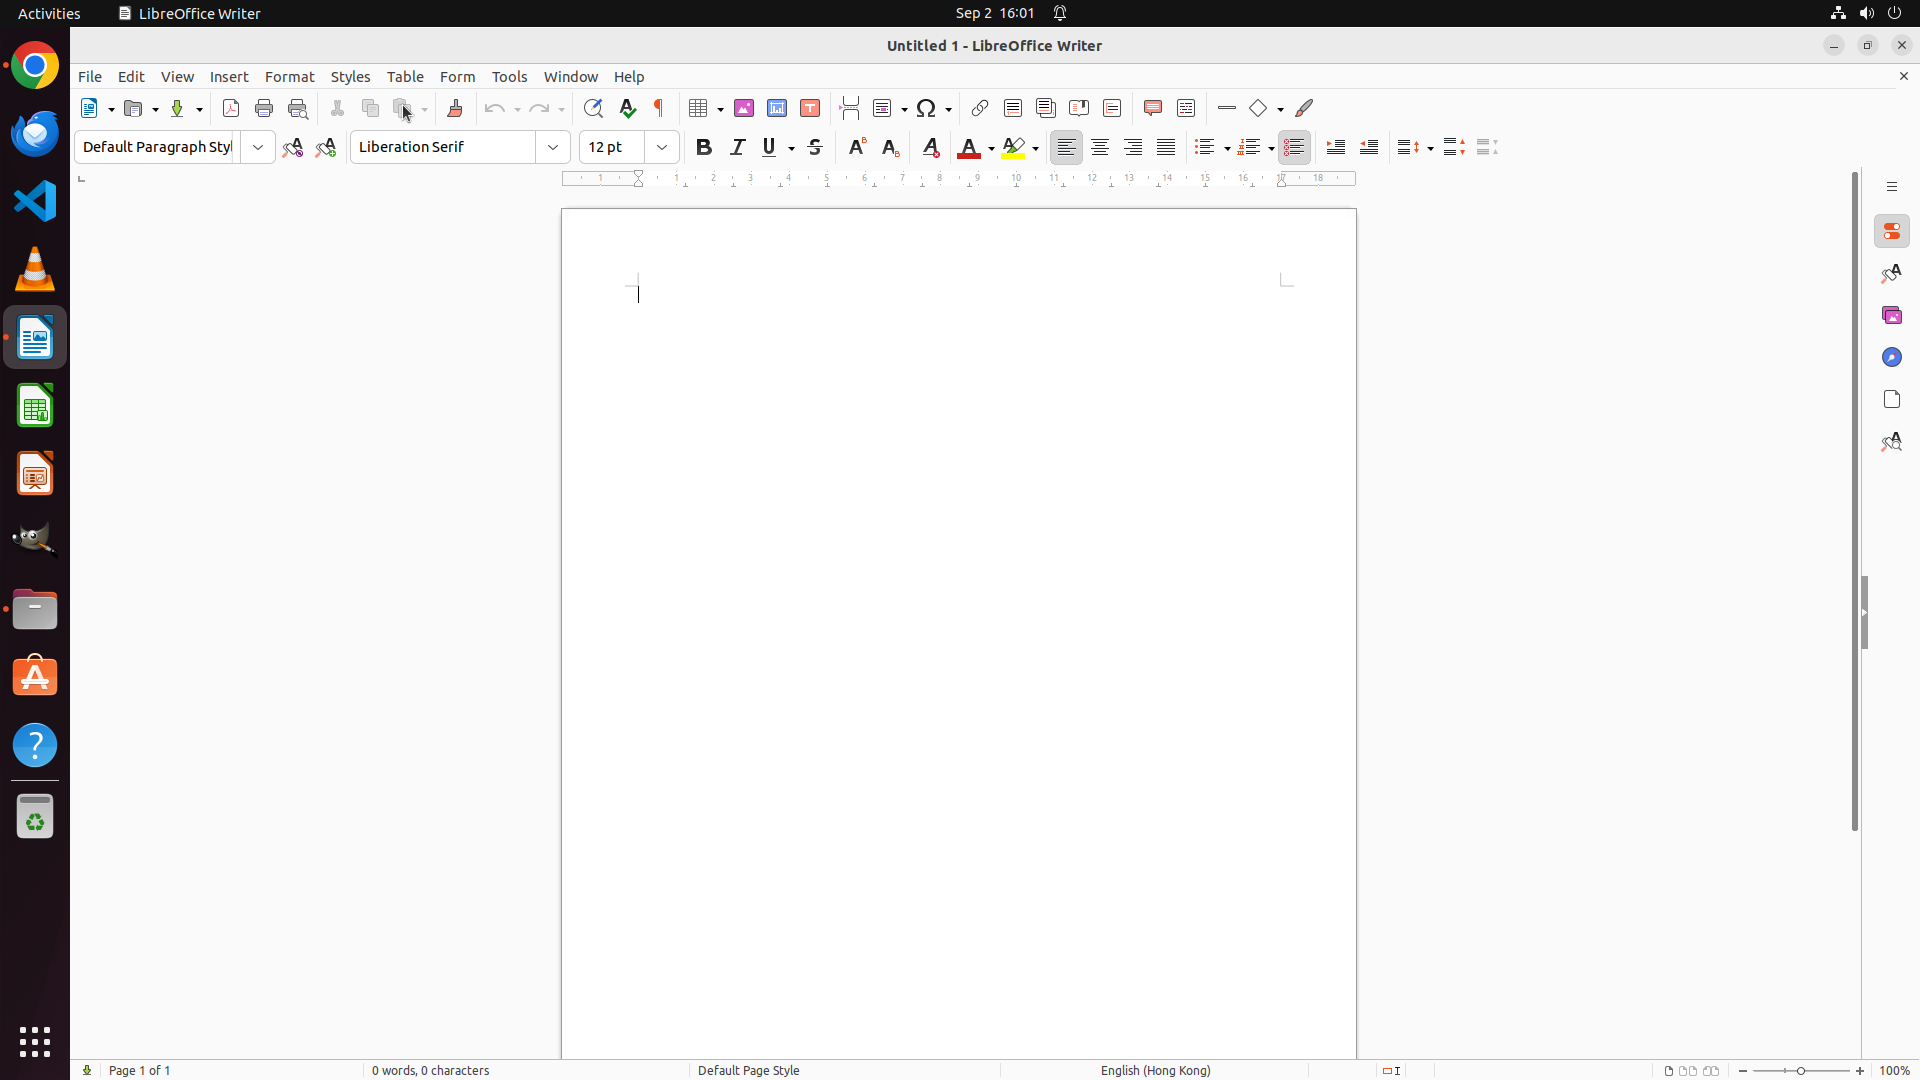 Activities
LibreOffice Writer
Sep 2 16:01
Untitled 1 - LibreOffice Writer
File Edit View Insert Format Styles Table Form Tools Window Help
Default Paragraph Styl
Liberation Serif
12 pt
1 1 2 3 4 5 6 7 8 9 10 11 12 13 14 15 16 17 18
Page 1 of 1
0 words, 0 characters
Default Page Style
English (Hong Kong)
100%